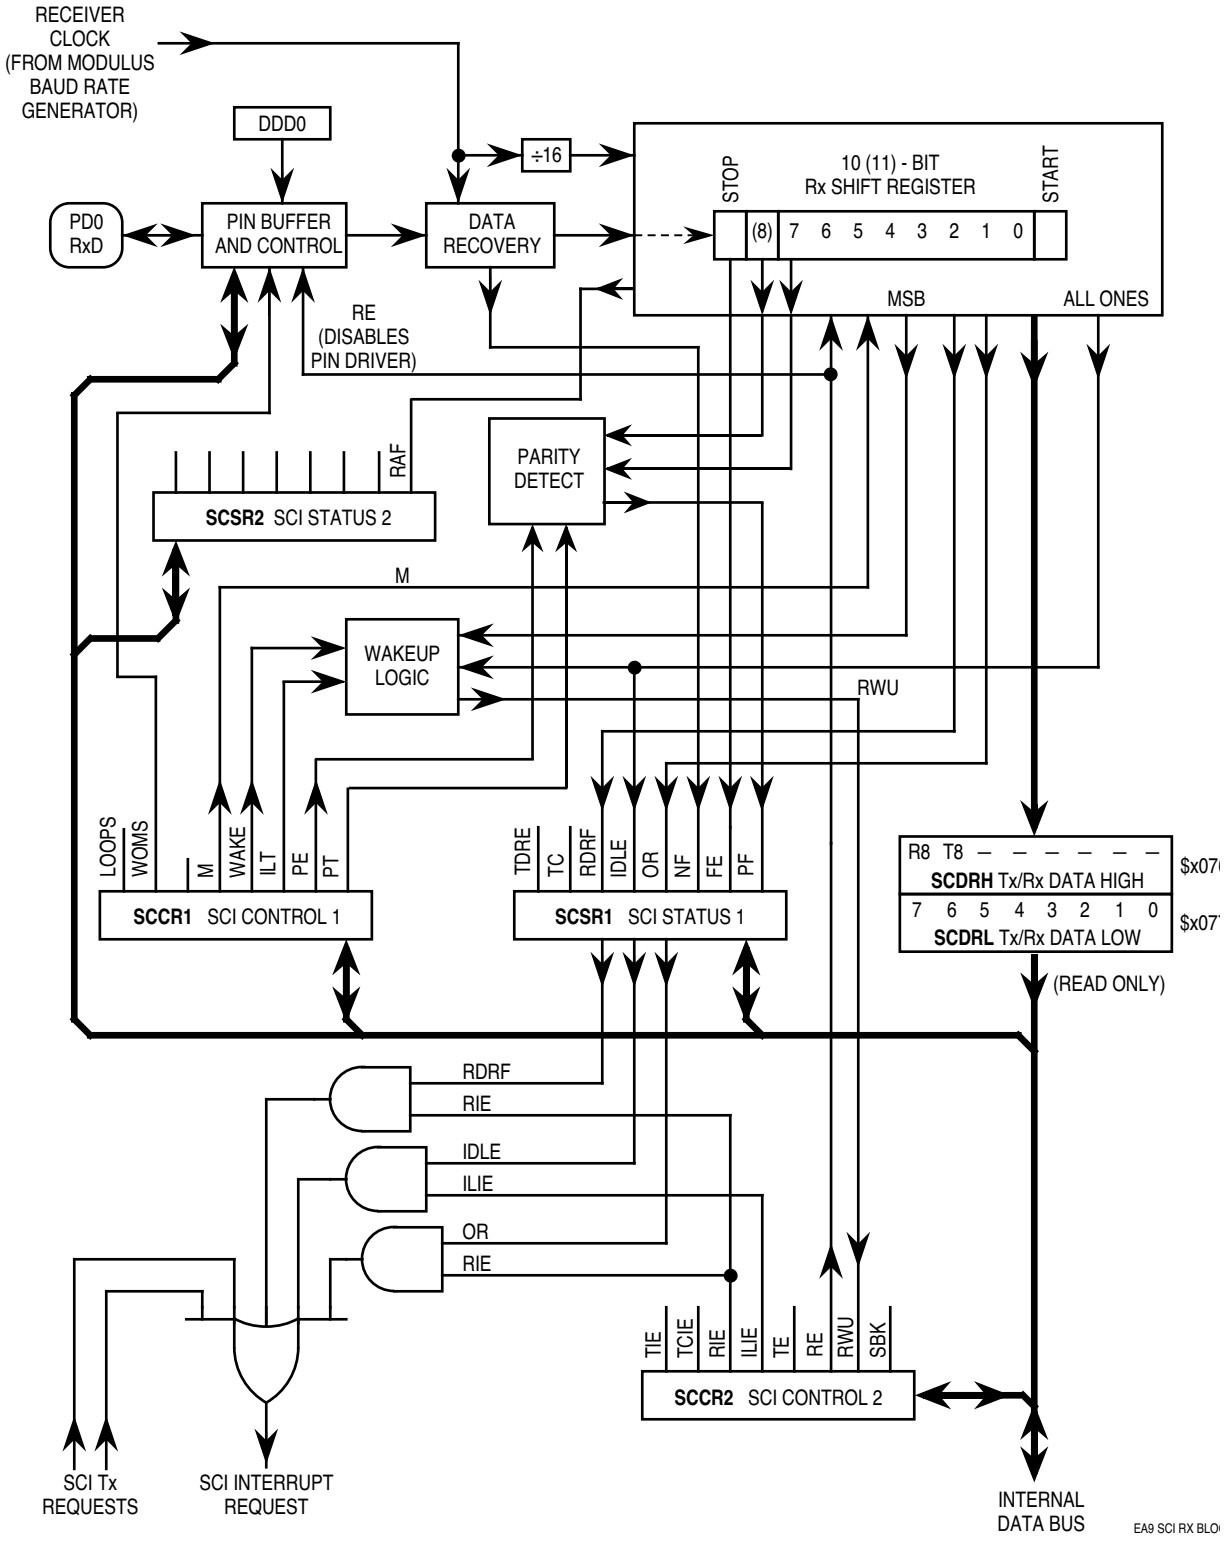 RECEIVER
CLOCK
(FROM MODULUS
BAUD RATE
GENERATOR)
DDD0
÷16
PD0
RxD
PIN BUFFER
AND CONTROL
DATA
RECOVERY
10 (11) - BIT
Rx SHIFT REGISTER
STOP
START
(8) 7 6 5 4 3 2 1 0
MSB
ALL ONES
RE
(DISABLES
PIN DRIVER)
RAF
SCSR2 SCI STATUS 2
PARITY
DETECT
M
WAKEUP
LOGIC
RWU
LOOPS
WOMS
M
WAKE
ILT
PE
PT
SCCR1 SCI CONTROL 1
TDRE
TC
RDRF
IDLE
OR
NF
FE
PF
SCSR1 SCI STATUS 1
R8 T8 – – – – – –
SCDRH Tx/Rx DATA HIGH
7 6 5 4 3 2 1 0
SCDRL Tx/Rx DATA LOW
(READ ONLY)
RDRF
RIE
IDLE
ILIE
OR
RIE
TIE
TCIE
RIE
ILIE
TE
RE
RWU
SBK
SCCR2 SCI CONTROL 2
SCI Tx
REQUESTS
SCI INTERRUPT
REQUEST
INTERNAL
DATA BUS
EA9 SCI RX